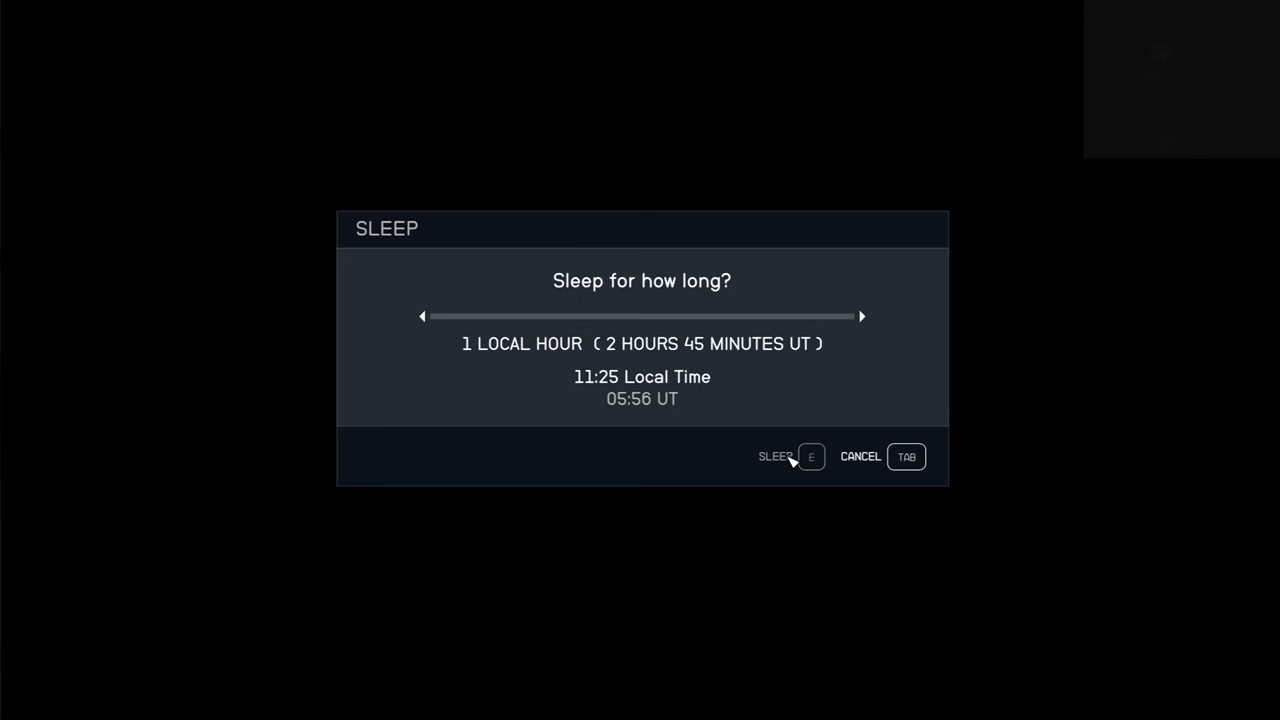 SLEEP
Sleep for how long?
1 LOCAL HOUR ( 2 HOURS 45 MINUTES UT )
11:25 Local Time
05:56 UT
SLEEP E CANCEL TAB